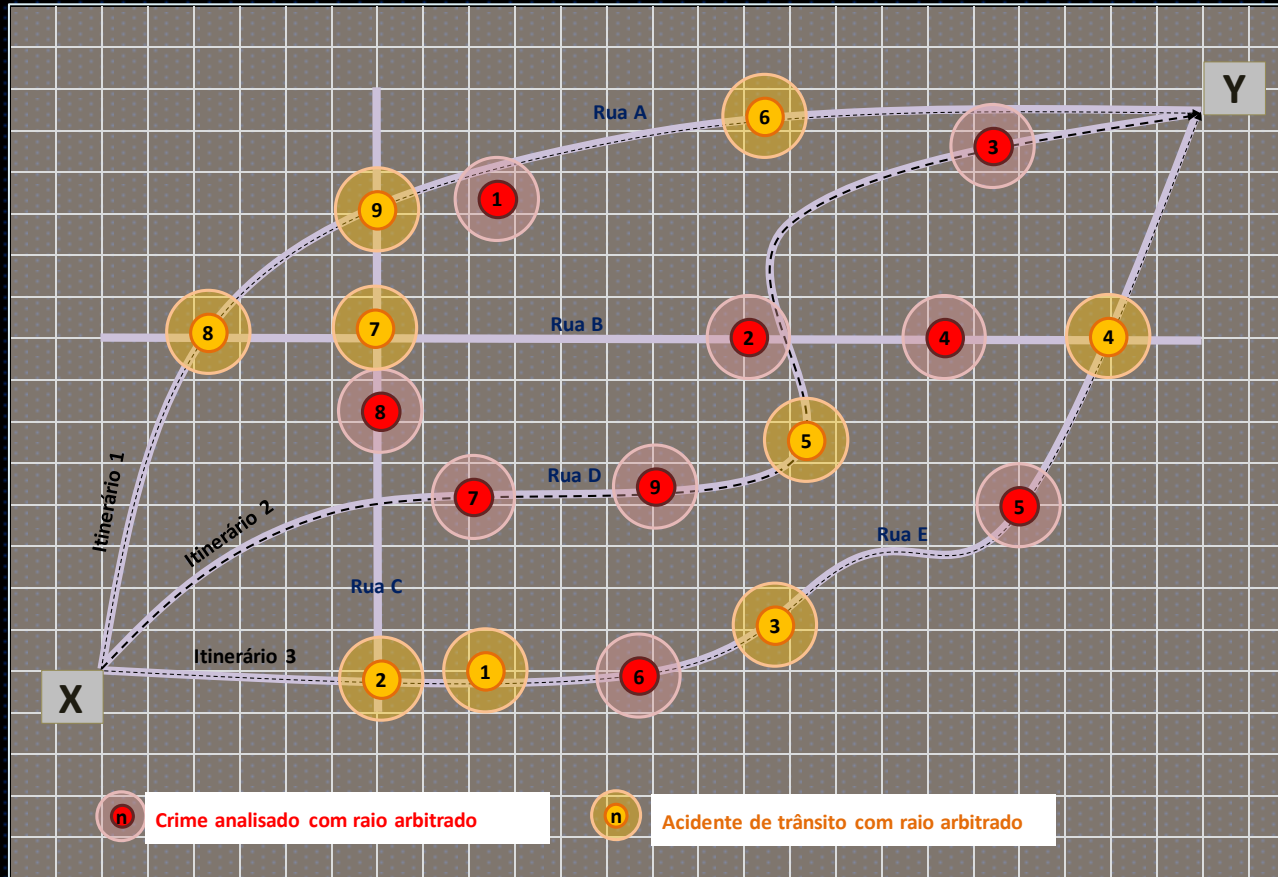 Y
Rua A
6
3
1
9
8
7
Rua B
2
4
4
8
5
Itinerário 1
Rua D
7
9
5
Itinerário 2
Rua E
Rua C
3
Itinerário 3
2
1
6
X
n
Crime analisado com raio arbitrado
n
Acidente de trânsito com raio arbitrado